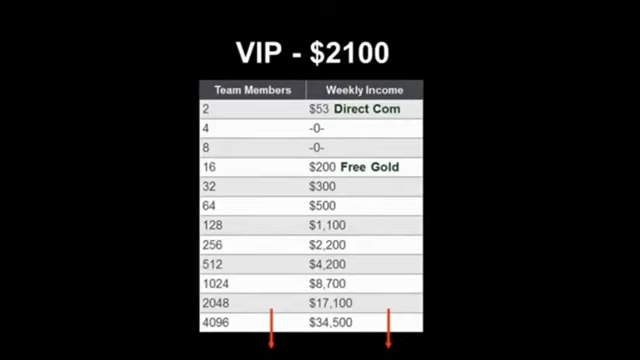 VIP - $2100
Team Members Weekly Income
2 $53 Direct Com
4 -0-
8 -0-
16 $200 Free Gold
32 $300
64 $500
128 $1,100
256 $2,200
512 $4,200
1024 $8,700
2048 $17,100
4096 $34,500